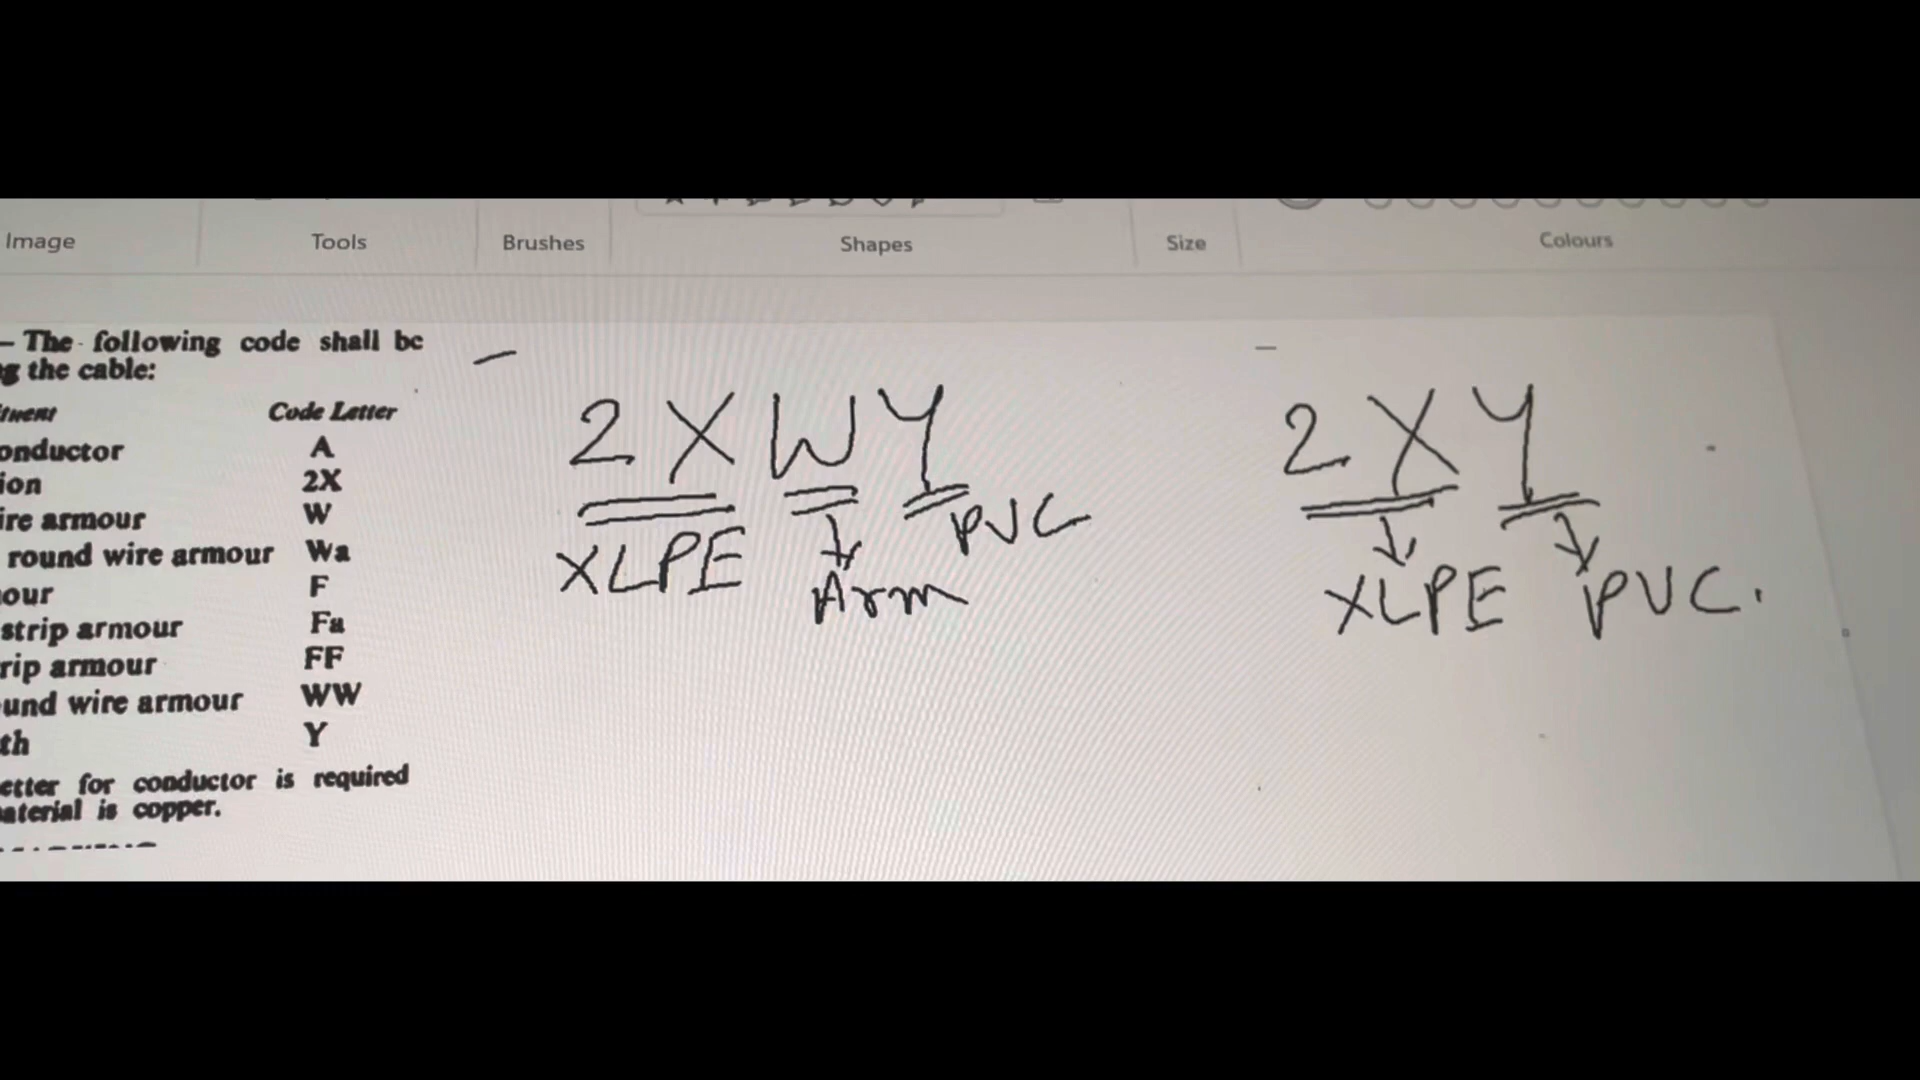 Image Tools Brushes Shapes Size Colours
– The following code shall be
g the cable:
Code Letter
onductor A
ion 2X
ire armour W
round wire armour Wa
our F
strip armour Fa
rip armour FF
und wire armour WW
th Y
etter for conductor is required
aterial is copper.
2XWY
XLPE Arm PVC
2XY
XLPE PVC.